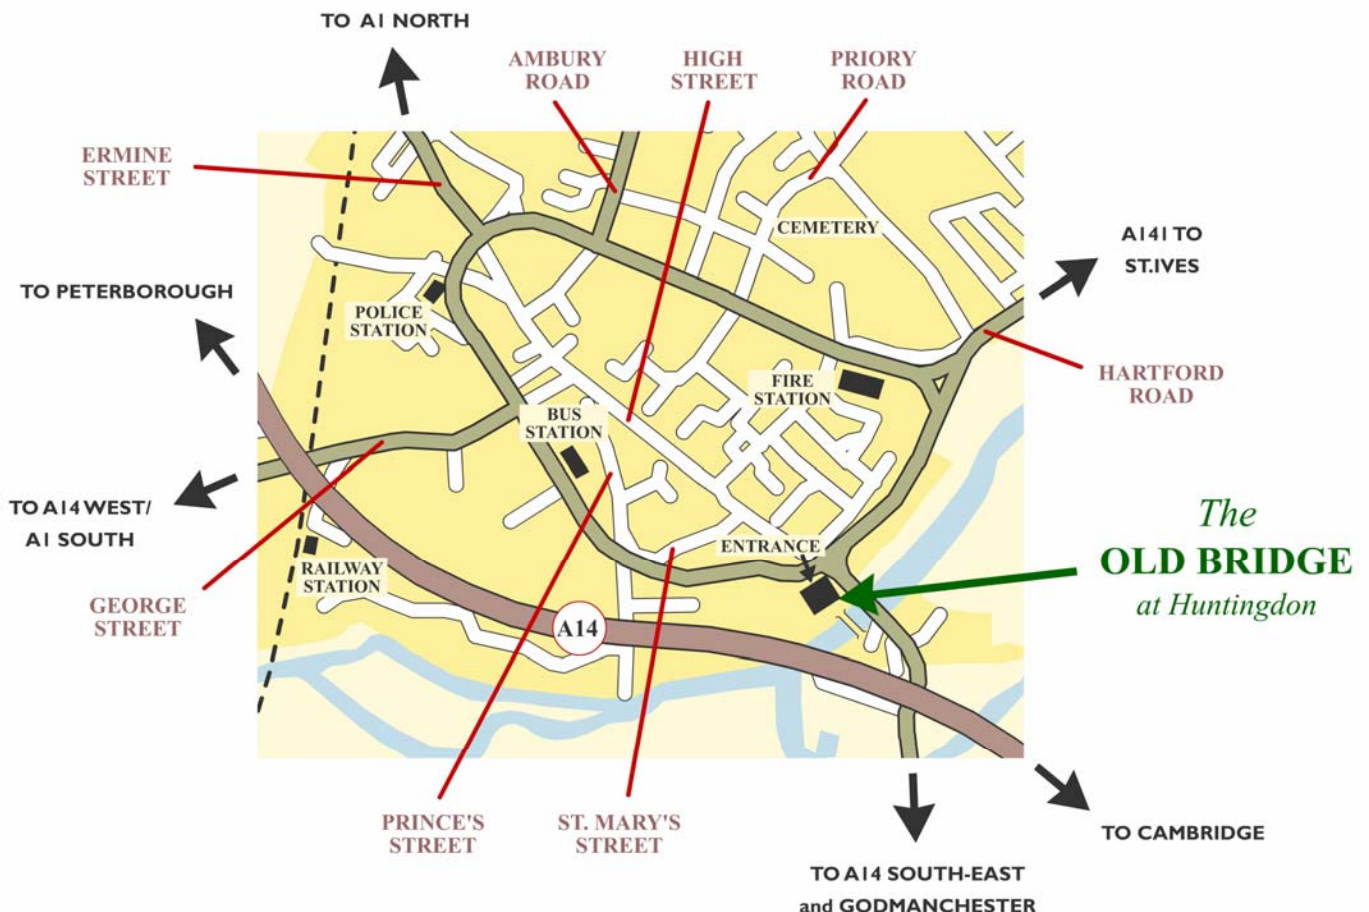 TO A1 NORTH
AMBURY
ROAD
HIGH
STREET
PRIORY
ROAD
ERMINE
STREET
CEMETERY
A141 TO
ST.IVES
TO PETERBOROUGH
POLICE
STATION
FIRE
STATION
HARTFORD
ROAD
BUS
STATION
TO A14 WEST/
A1 SOUTH
ENTRANCE
The
OLD BRIDGE
at Huntingdon
RAILWAY
STATION
GEORGE
STREET
A14
PRINCE'S
STREET
ST. MARY'S
STREET
TO CAMBRIDGE
TO A14 SOUTH-EAST
and GODMANCHESTER